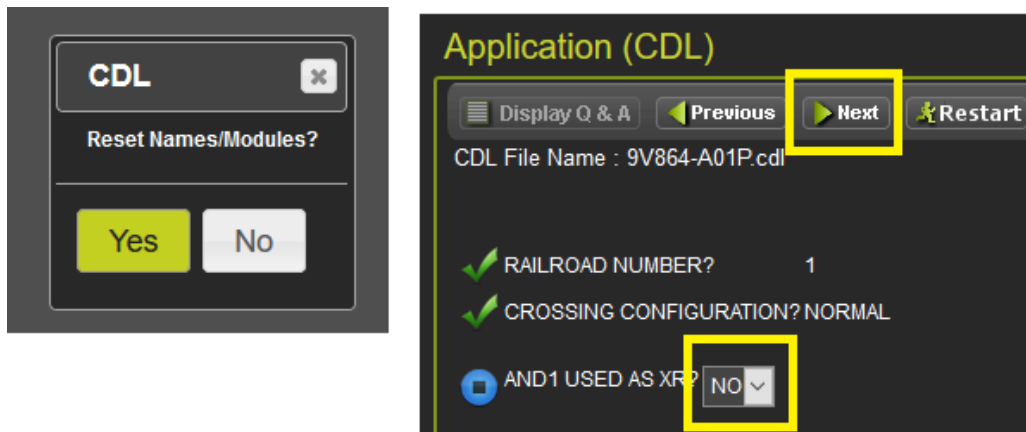 CDL
Reset Names/Modules?
Yes No
Application (CDL)
Display Q & A Previous Next Restart
CDL File Name : 9V864-A01P.cdl
RAILROAD NUMBER? 1
CROSSING CONFIGURATION? NORMAL
AND1 USED AS XR? NO